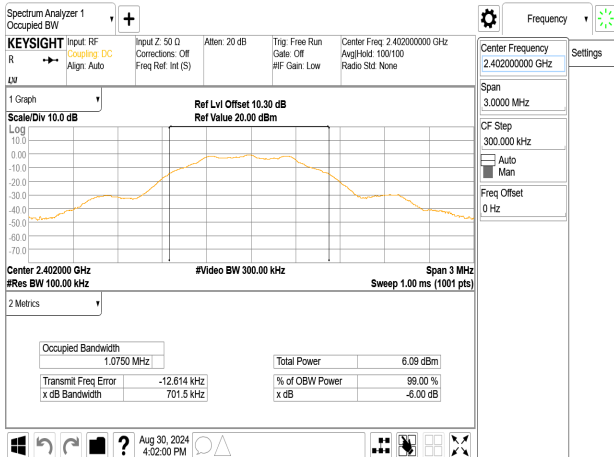 Spectrum Analyzer 1
Occupied BW
Frequency
KEYSIGHT
R
Input: RF
Coupling: DC
Align: Auto
Input Z: 50 Ω
Corrections: Off
Freq Ref: Int (S)
Atten: 20 dB
Trig: Free Run
Gate: Off
#IF Gain: Low
Center Freq: 2.402000000 GHz
Avg|Hold: 100/100
Radio Std: None
Center Frequency
2.402000000 GHz
Settings
Span
3.0000 MHz
CF Step
300.000 kHz
Auto
Man
Freq Offset
0 Hz
1 Graph
Scale/Div 10.0 dB
Ref Lvl Offset 10.30 dB
Ref Value 20.00 dBm
Log
10.0
0.00
-10.0
-20.0
-30.0
-40.0
-50.0
-60.0
-70.0
Center 2.402000 GHz
#Video BW 300.00 kHz
Span 3 MHz
#Res BW 100.00 kHz
Sweep 1.00 ms (1001 pts)
2 Metrics
Occupied Bandwidth
1.0750 MHz
Total Power 6.09 dBm
Transmit Freq Error -12.614 kHz
% of OBW Power 99.00 %
x dB Bandwidth 701.5 kHz
x dB -6.00 dB
?
Aug 30, 2024
4:02:00 PM